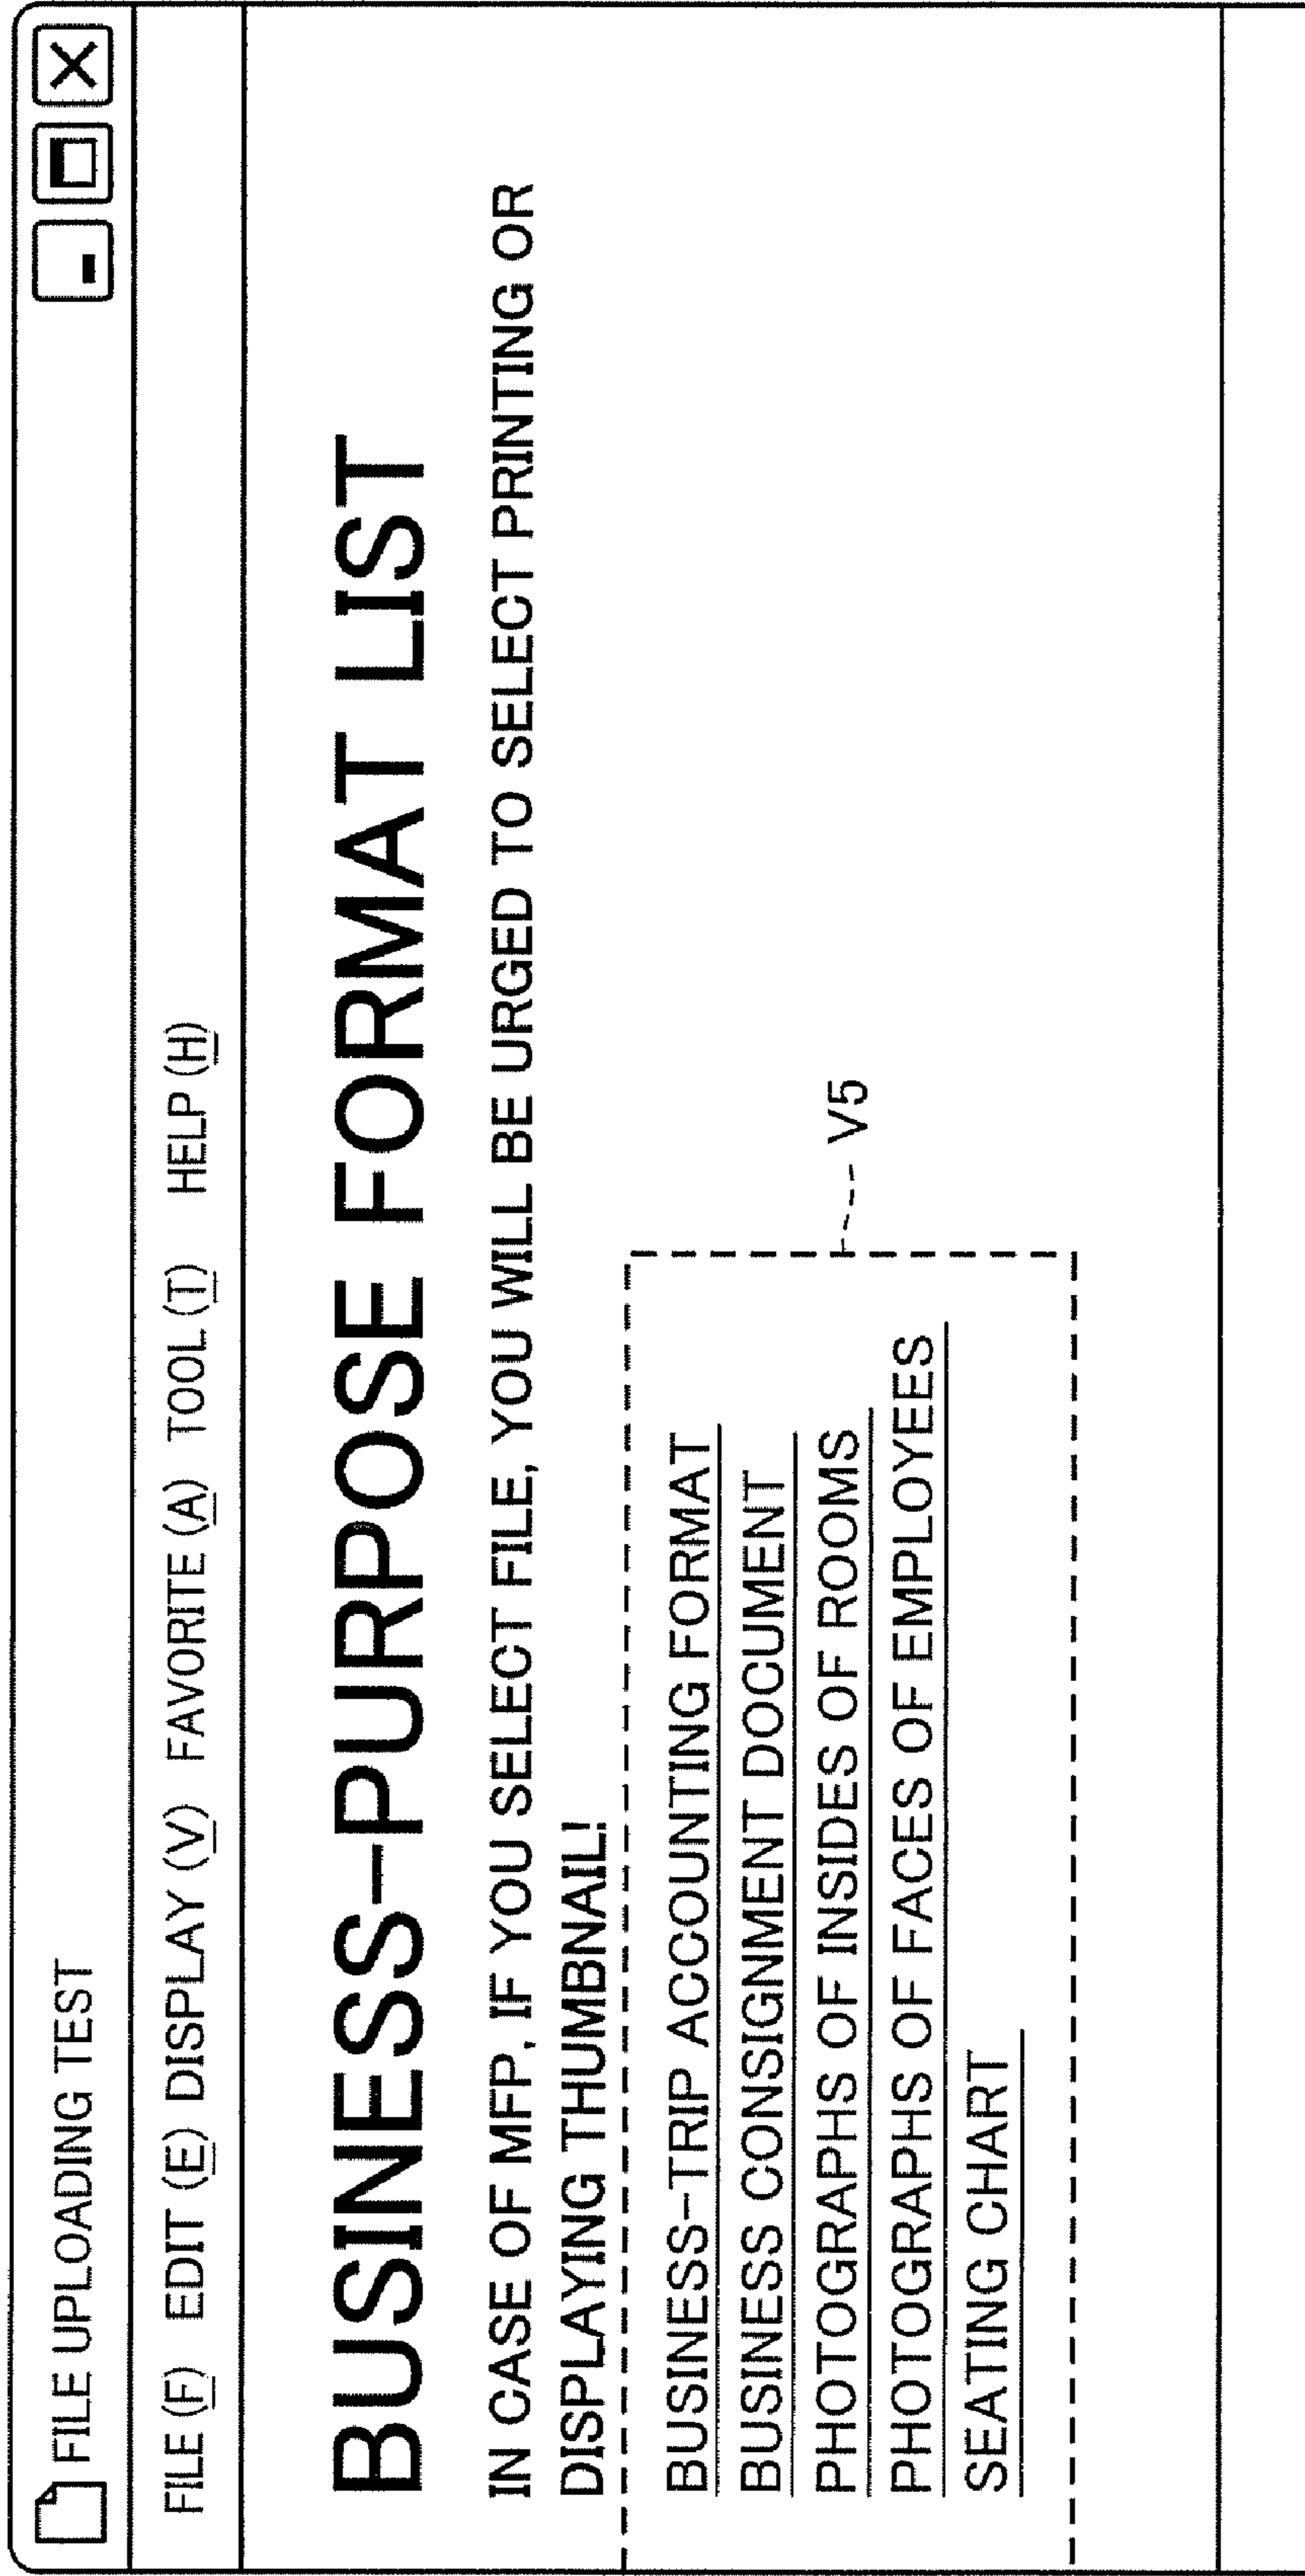 FILE UPLOADING TEST
FILE (F) EDIT (E) DISPLAY (V) FAVORITE (A) TOOL (T) HELP (H)
BUSINESS-PURPOSE FORMAT LIST
IN CASE OF MFP, IF YOU SELECT FILE, YOU WILL BE URGED TO SELECT PRINTING OR
DISPLAYING THUMBNAIL!
BUSINESS-TRIP ACCOUNTING FORMAT
BUSINESS CONSIGNMENT DOCUMENT
PHOTOGRAPHS OF INSIDES OF ROOMS
PHOTOGRAPHS OF FACES OF EMPLOYEES
SEATING CHART
V5